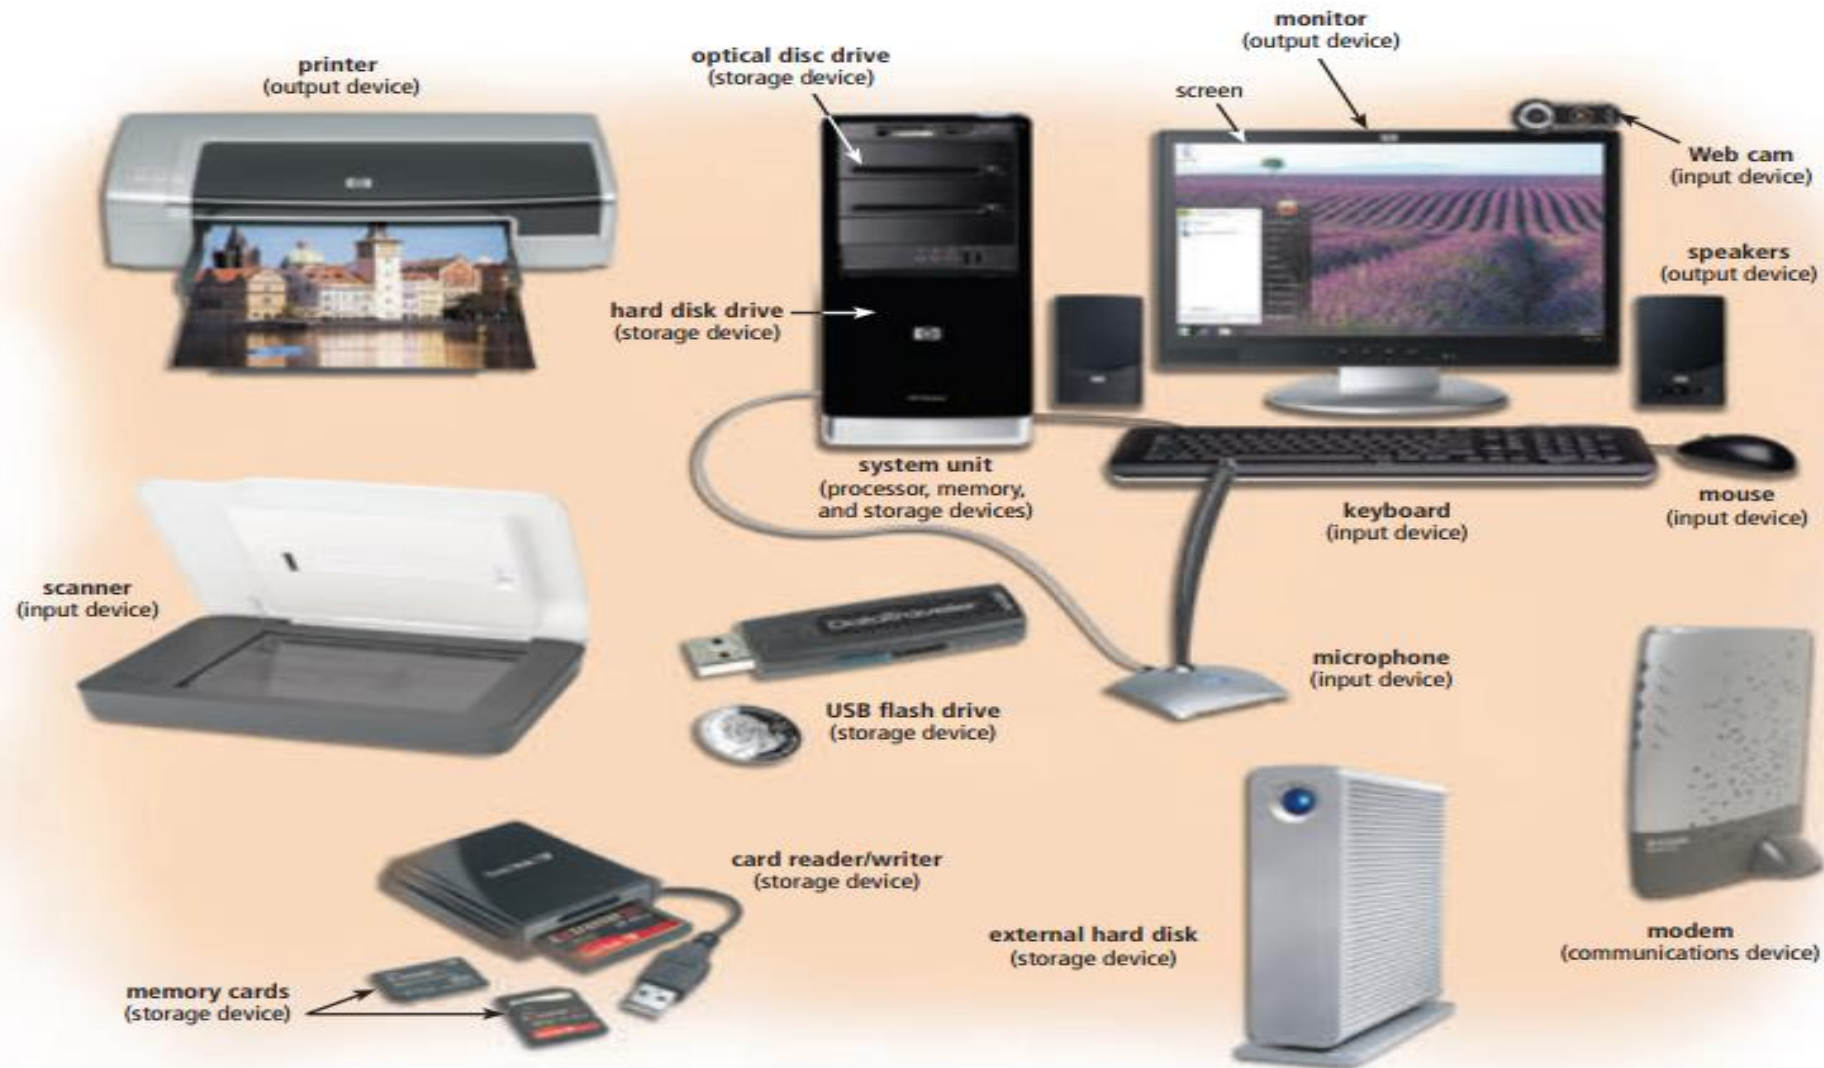 monitor
(output device)
optical disc drive
(storage device)
printer
(output device)
screen
Web cam
(input device)
speakers
(output device)
hard disk drive
(storage device)
system unit
(processor, memory,
and storage devices)
keyboard
(input device)
mouse
(input device)
scanner
(input device)
DataTraveler
microphone
(input device)
USB flash drive
(storage device)
card reader/writer
(storage device)
external hard disk
(storage device)
modem
(communications device)
memory cards
(storage device)